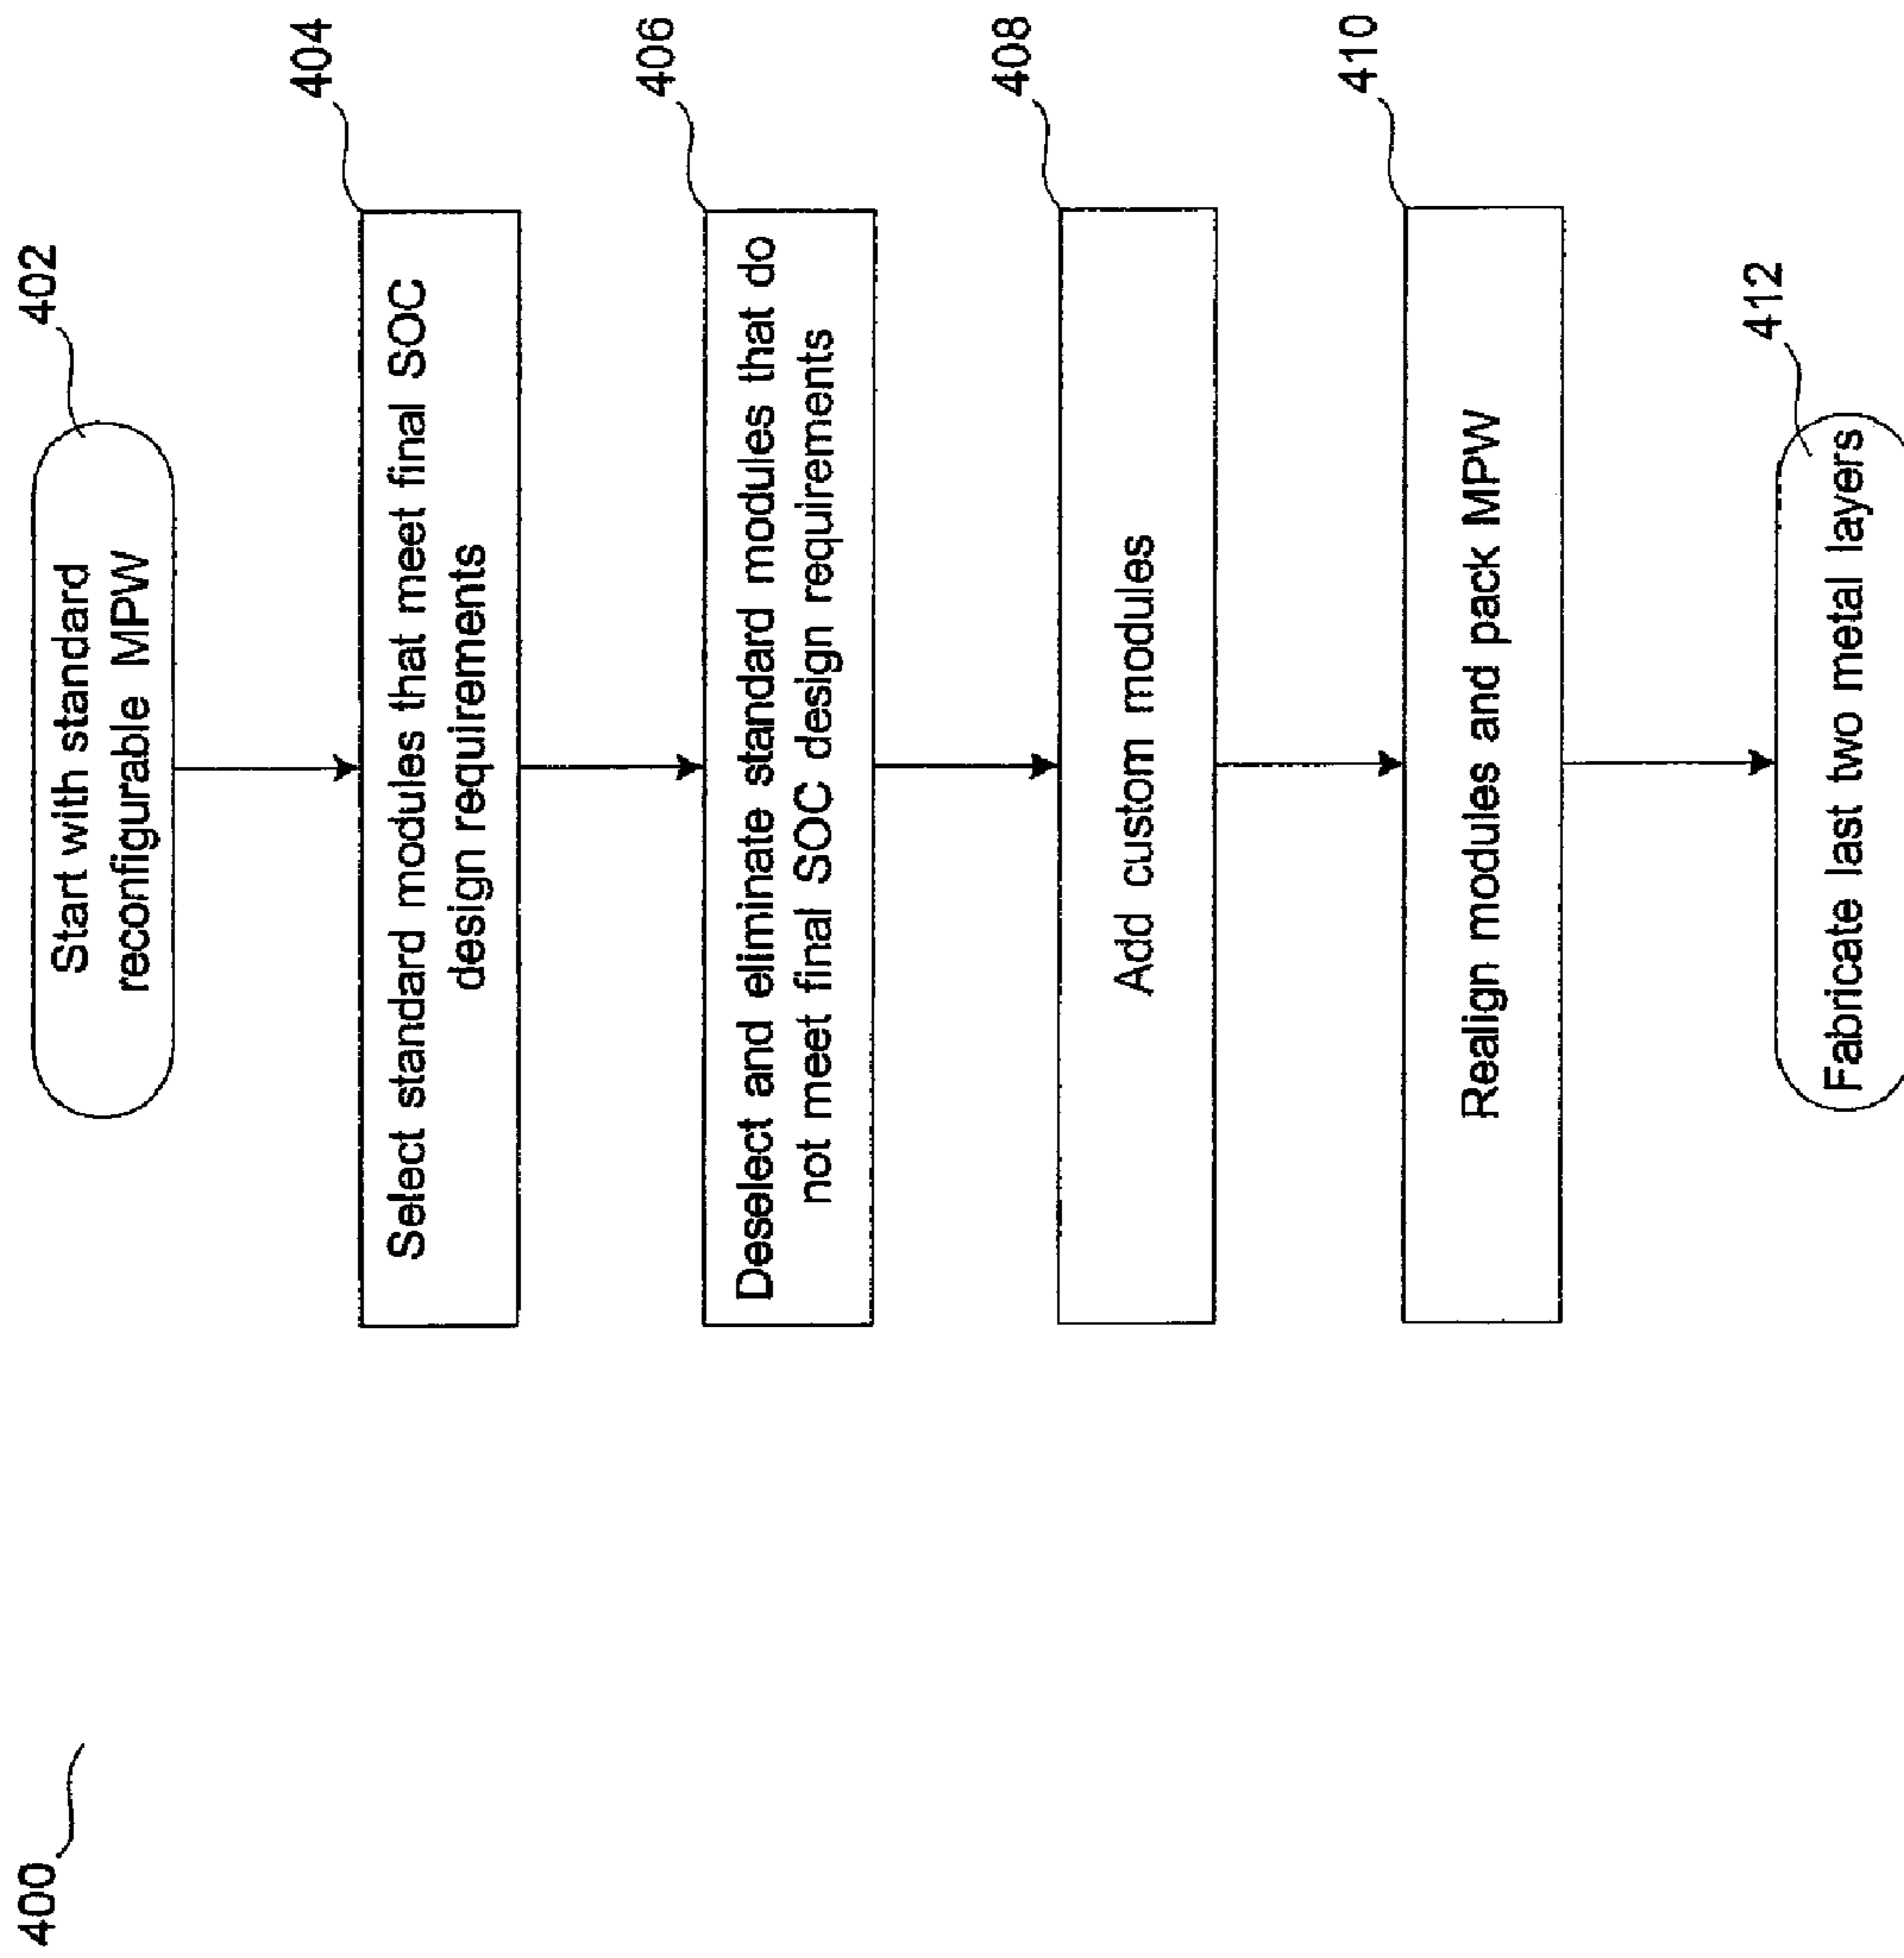 400
402
Start with standard
reconfigurable MPW
404
Select standard modules that meet final SOC
design requirements
406
Deselect and eliminate standard modules that do
not meet final SOC design requirements
408
Add custom modules
410
Realign modules and pack MPW
412
Fabricate last two metal layers